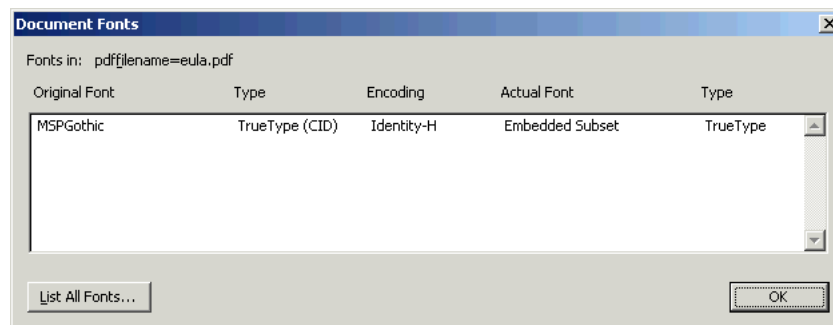 Document Fonts
Fonts in: pdffilename=eula.pdf
Original Font Type Encoding Actual Font Type
MSPGothic TrueType (CID) Identity-H Embedded Subset TrueType
List All Fonts... OK